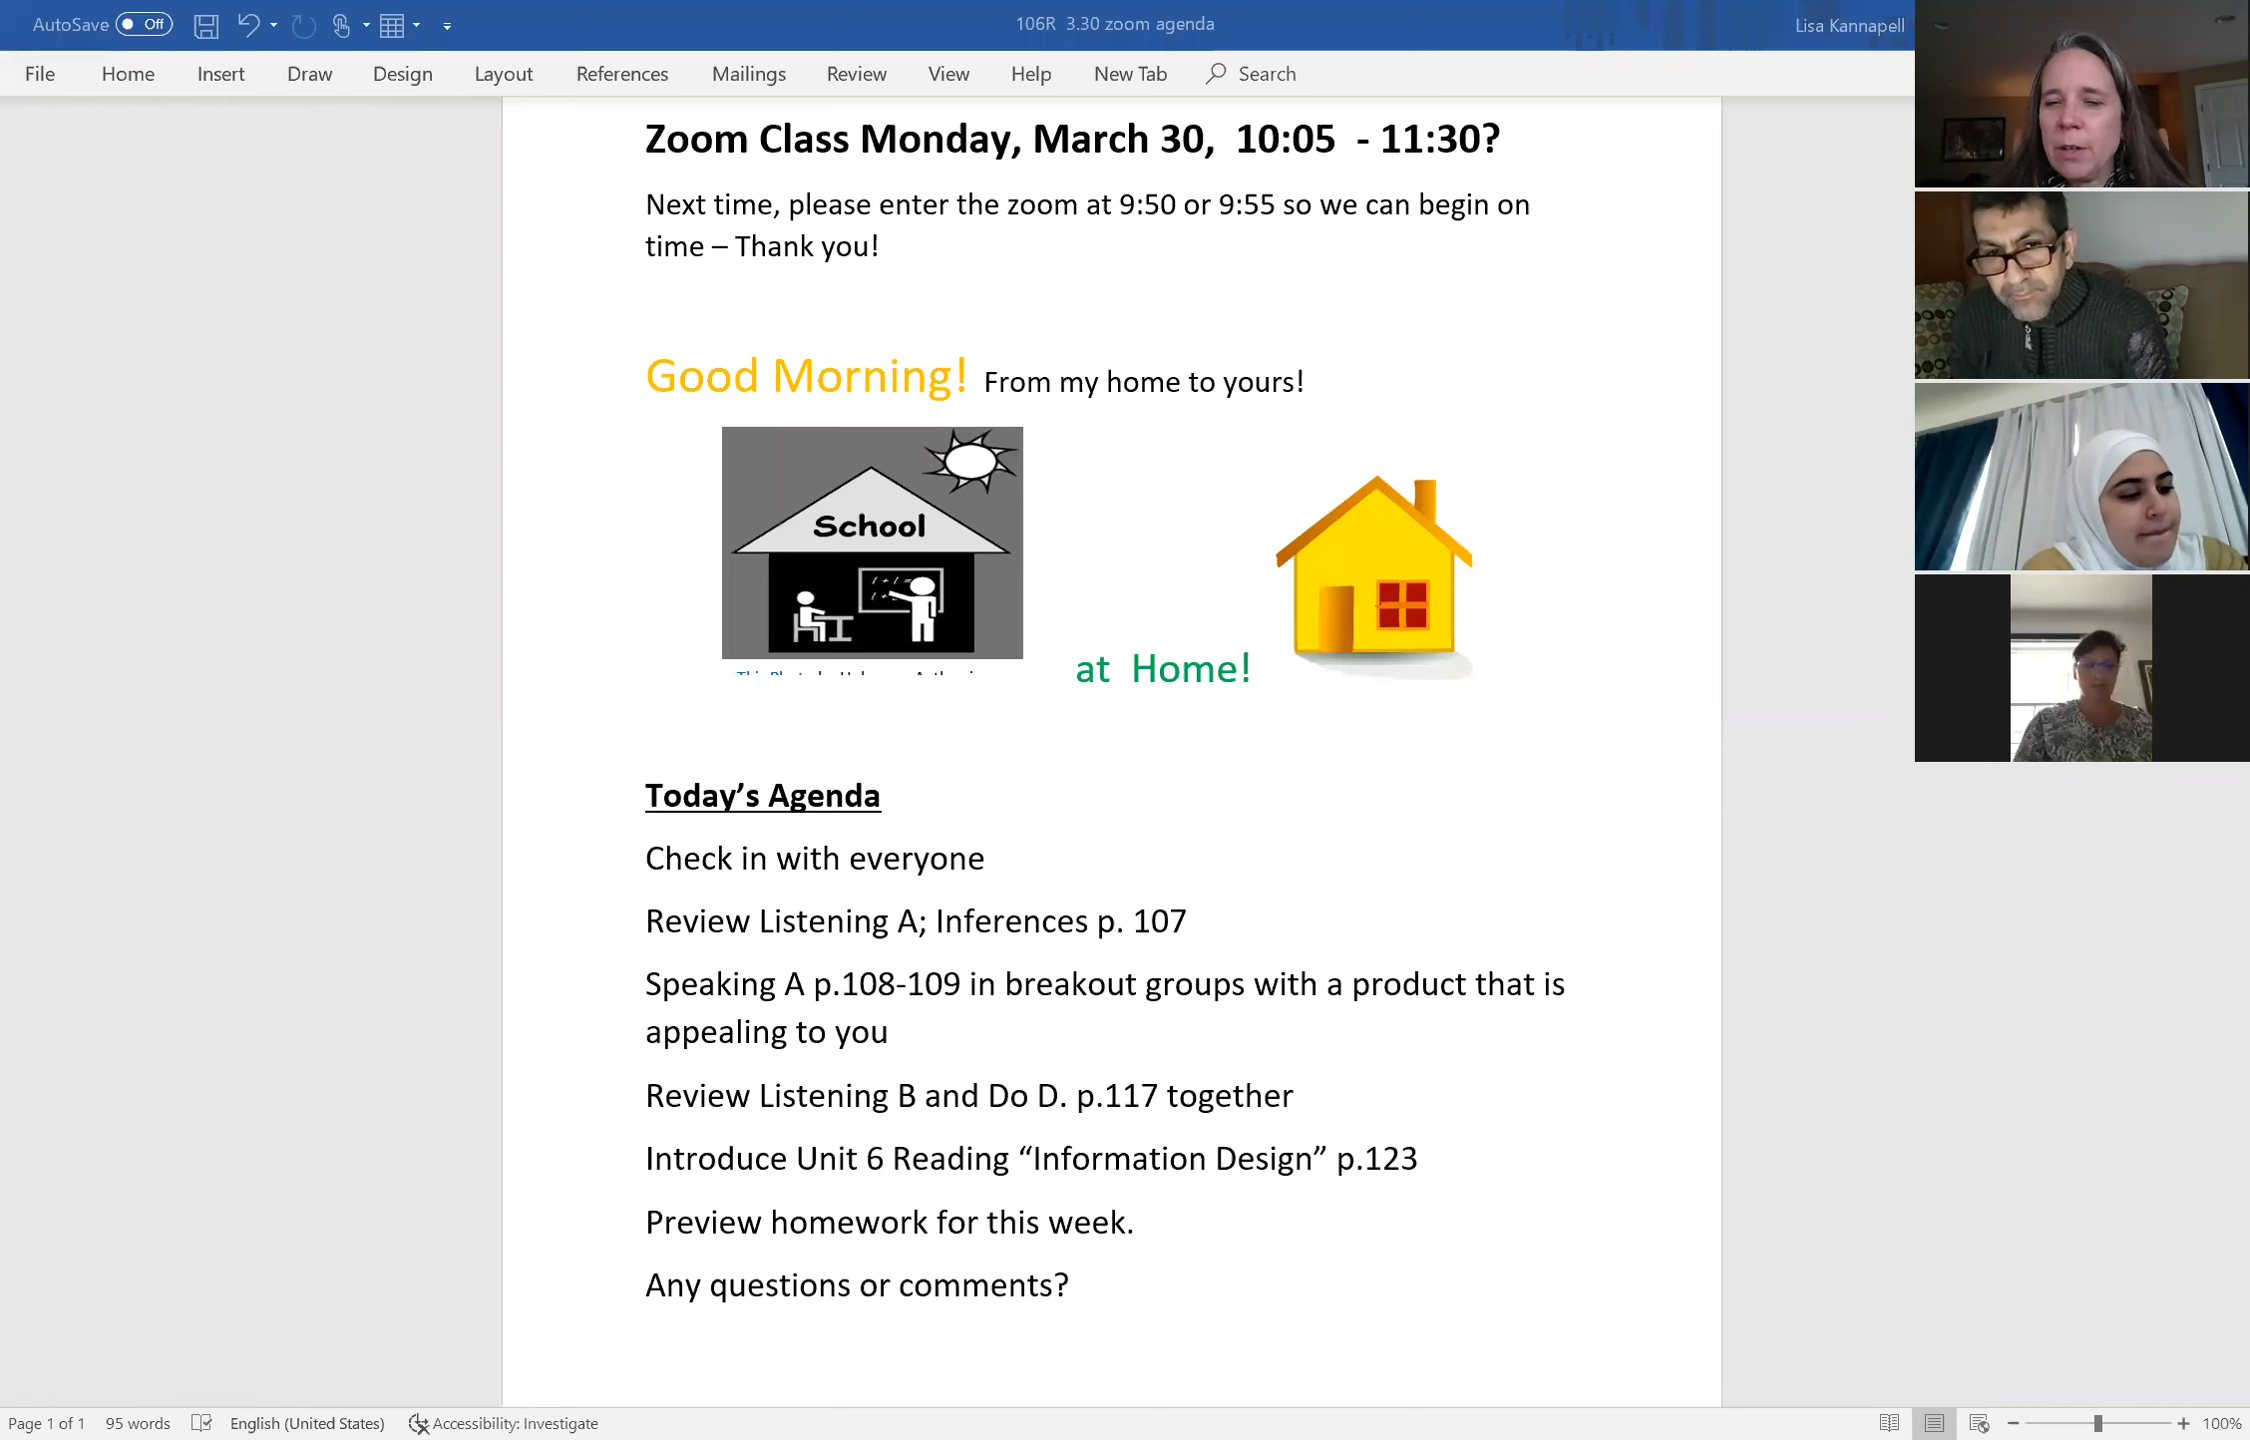 AutoSave Off 106R 3.30 zoom agenda Lisa Kannapell
File Home Insert Draw Design Layout References Mailings Review View Help New Tab Search
Zoom Class Monday, March 30, 10:05 - 11:30?
Next time, please enter the zoom at 9:50 or 9:55 so we can begin on
time – Thank you!
Good Morning! From my home to yours!
School
at Home!
Today’s Agenda
Check in with everyone
Review Listening A; Inferences p. 107
Speaking A p.108-109 in breakout groups with a product that is
appealing to you
Review Listening B and Do D. p.117 together
Introduce Unit 6 Reading “Information Design” p.123
Preview homework for this week.
Any questions or comments?
Page 1 of 1 95 words English (United States) Accessibility: Investigate 100%